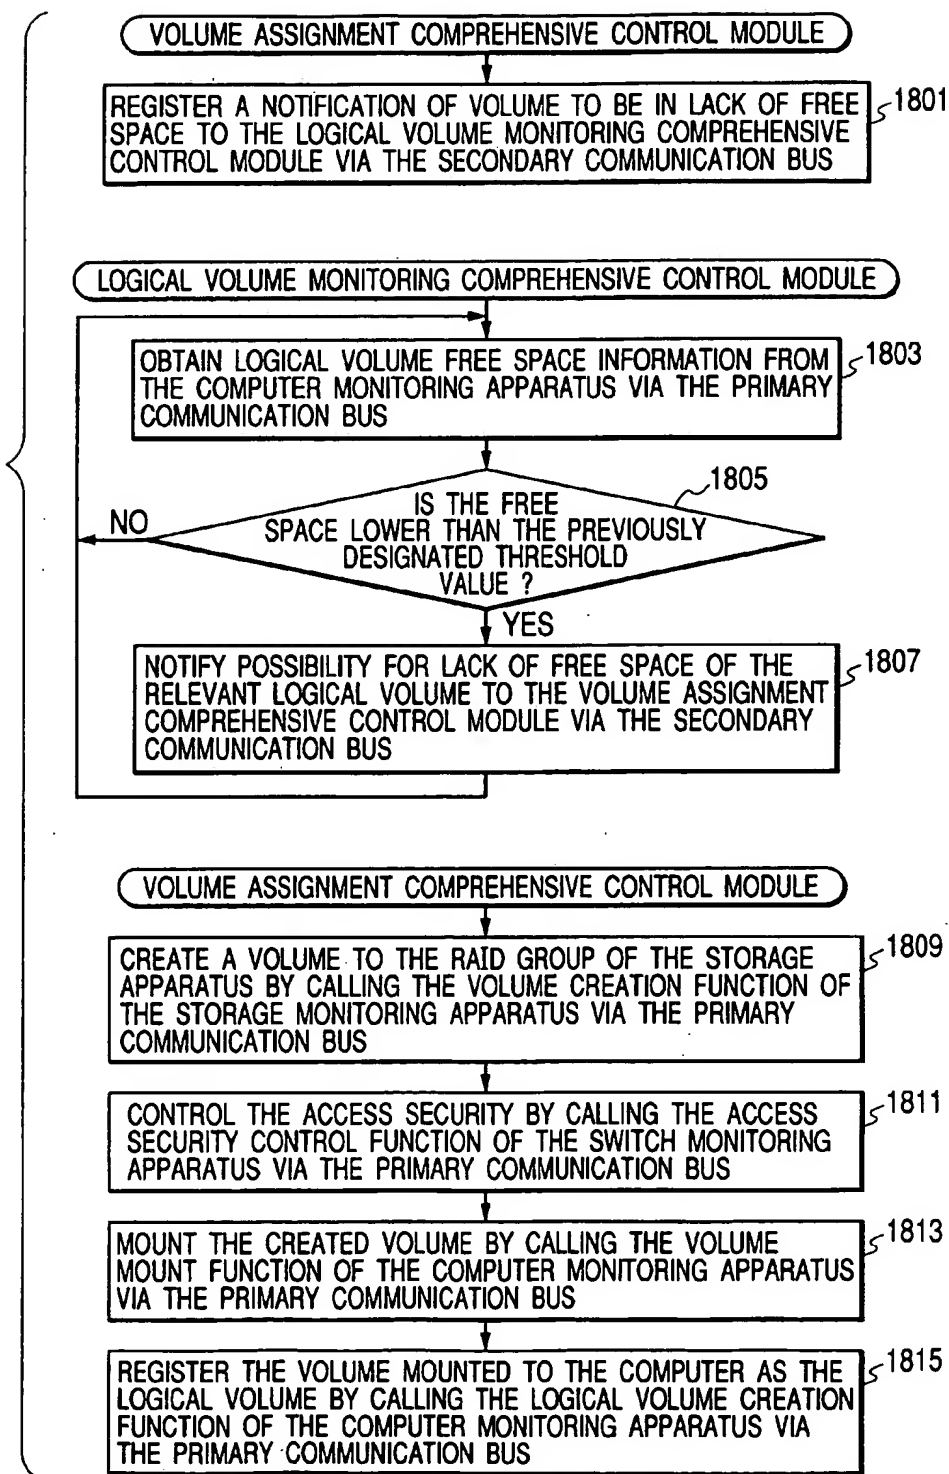 VOLUME ASSIGNMENT COMPREHENSIVE CONTROL MODULE
REGISTER A NOTIFICATION OF VOLUME TO BE IN LACK OF FREE
SPACE TO THE LOGICAL VOLUME MONITORING COMPREHENSIVE
CONTROL MODULE VIA THE SECONDARY COMMUNICATION BUS
1801
LOGICAL VOLUME MONITORING COMPREHENSIVE CONTROL MODULE
OBTAIN LOGICAL VOLUME FREE SPACE INFORMATION FROM
THE COMPUTER MONITORING APPARATUS VIA THE PRIMARY
COMMUNICATION BUS
1803
1805
IS THE FREE
SPACE LOWER THAN THE PREVIOUSLY
DESIGNATED THRESHOLD
VALUE ?
NO
YES
NOTIFY POSSIBILITY FOR LACK OF FREE SPACE OF THE
RELEVANT LOGICAL VOLUME TO THE VOLUME ASSIGNMENT
COMPREHENSIVE CONTROL MODULE VIA THE SECONDARY
COMMUNICATION BUS
1807
VOLUME ASSIGNMENT COMPREHENSIVE CONTROL MODULE
CREATE A VOLUME TO THE RAID GROUP OF THE STORAGE
APPARATUS BY CALLING THE VOLUME CREATION FUNCTION OF
THE STORAGE MONITORING APPARATUS VIA THE PRIMARY
COMMUNICATION BUS
1809
CONTROL THE ACCESS SECURITY BY CALLING THE ACCESS
SECURITY CONTROL FUNCTION OF THE SWITCH MONITORING
APPARATUS VIA THE PRIMARY COMMUNICATION BUS
1811
MOUNT THE CREATED VOLUME BY CALLING THE VOLUME
MOUNT FUNCTION OF THE COMPUTER MONITORING APPARATUS
VIA THE PRIMARY COMMUNICATION BUS
1813
REGISTER THE VOLUME MOUNTED TO THE COMPUTER AS THE
LOGICAL VOLUME BY CALLING THE LOGICAL VOLUME CREATION
FUNCTION OF THE COMPUTER MONITORING APPARATUS VIA
THE PRIMARY COMMUNICATION BUS
1815